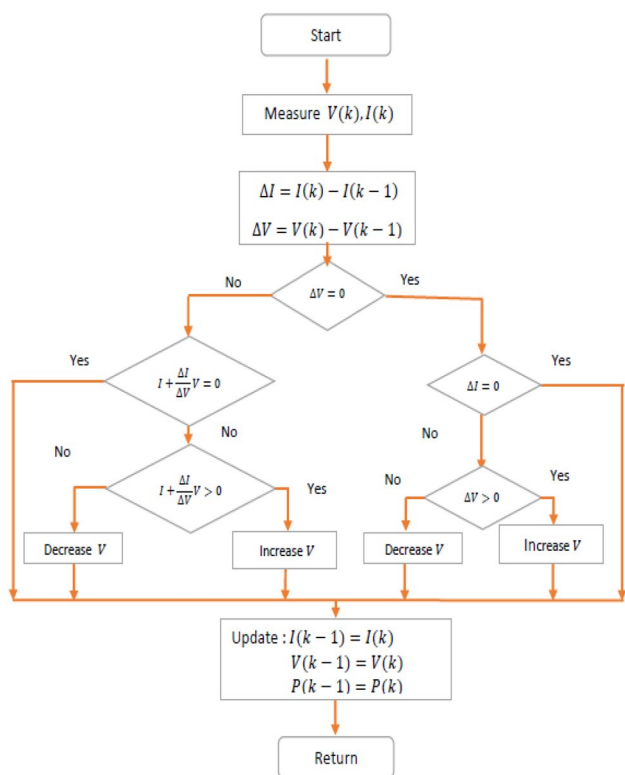 Start
Measure V(k),I(k)
ΔI = I(k) − I(k − 1)
ΔV = V(k) − V(k − 1)
No
Yes
ΔV = 0
Yes
Yes
I + ΔI/ΔV V = 0
ΔI = 0
No
No
No
No
Yes
I + ΔI/ΔV V > 0
Yes
ΔV > 0
Decrease V
Increase V
Decrease V
Increase V
Update : I(k − 1) = I(k)
V(k − 1) = V(k)
P(k − 1) = P(k)
Return